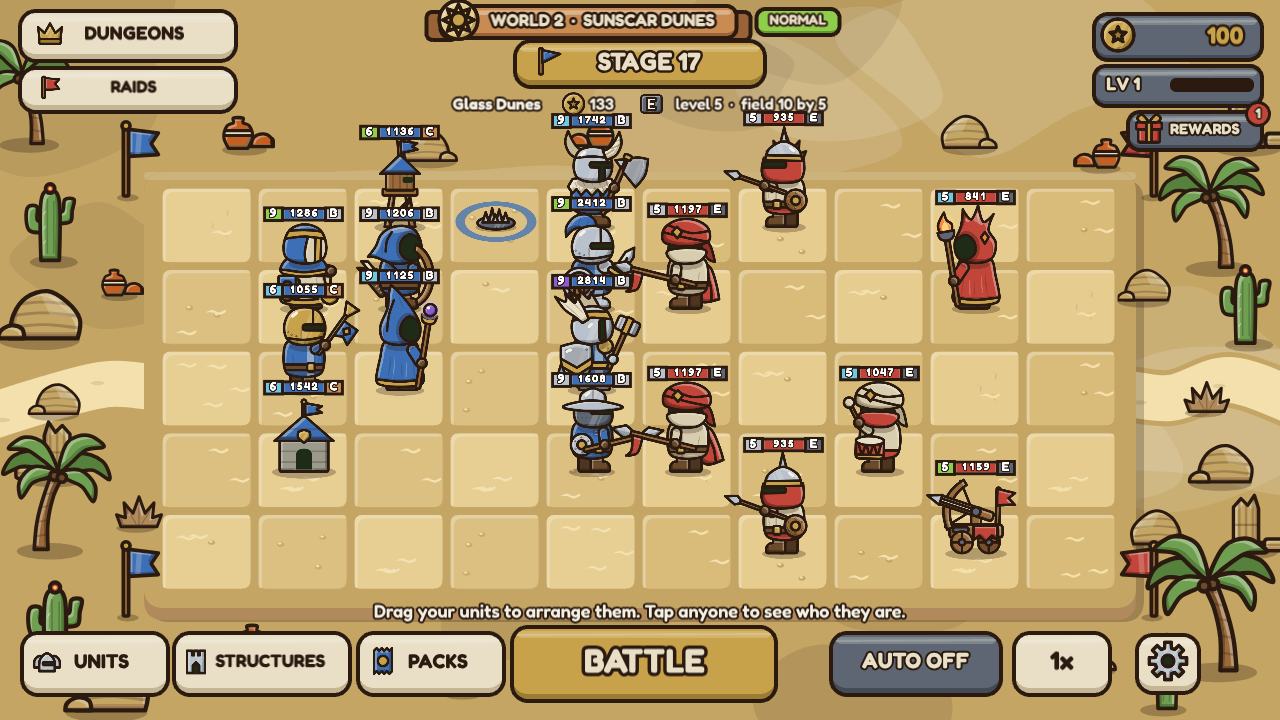 DUNGEONS
RAIDS
WORLD 2 · SUNSCAR DUNES
NORMAL
STAGE 17
Glass Dunes 133 E level 5 · field 10 by 5
100
LV 1
1
REWARDS
6 1136 C
9 1742 B
5 935 E
9 1286 B
9 1206 B
9 2412 B
5 1197 E
5 841 E
6 1055 C
9 1125 B
9 2814 B
6 1542 C
9 1608 B
5 1197 E
5 1047 E
5 935 E
5 1159 E
Drag your units to arrange them. Tap anyone to see who they are.
UNITS
STRUCTURES
PACKS
BATTLE
AUTO OFF
1x